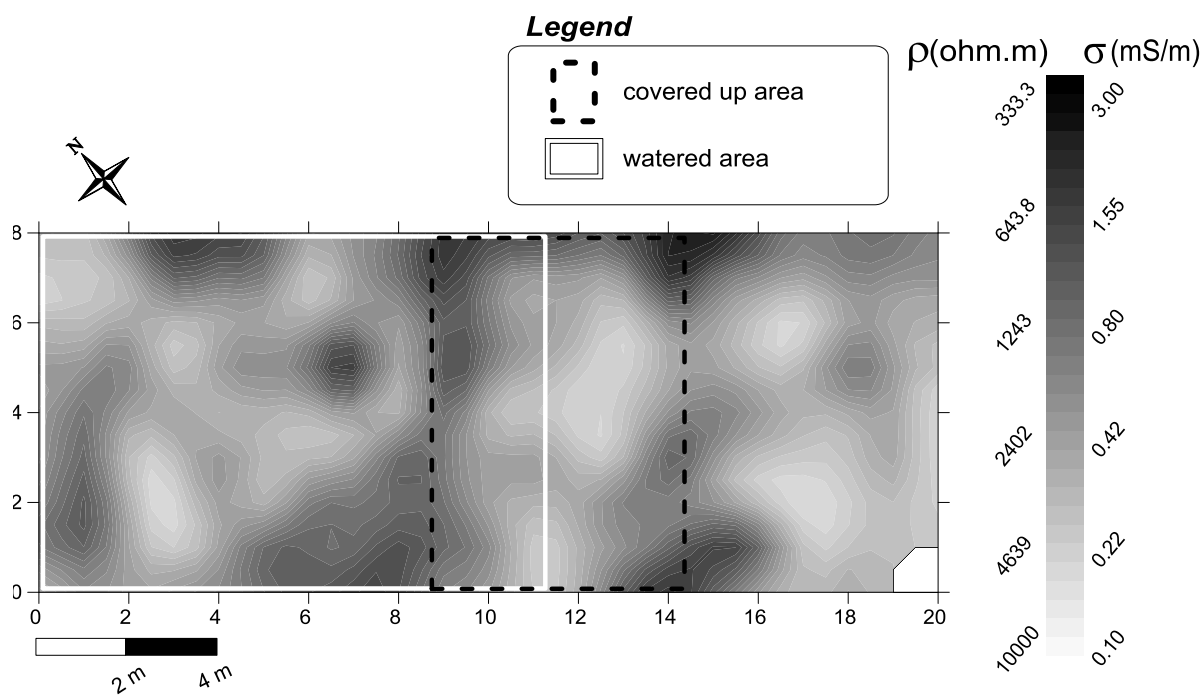 Legend
ρ(ohm.m) σ(mS/m)
covered up area
watered area
N
333.3 3.00
643.8 1.55
1243 0.80
2402 0.42
4639 0.22
10000 0.10
8
6
4
2
0
0 2 4 6 8 10 12 14 16 18 20
2 m 4 m